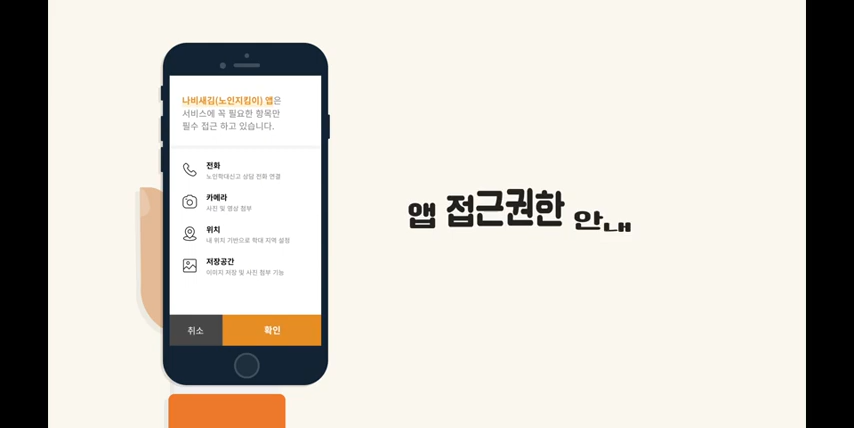 나비새김(노인지킴이) 앱은
서비스에 꼭 필요한 항목만
필수 접근 하고 있습니다.
전화
노인학대신고 상담 전화 연결
카메라
사진 및 영상 첨부
위치
내 위치 기반으로 학대 지역 설정
저장공간
이미지 저장 및 사진 첨부 기능
취소 확인
앱 접근권한 안내